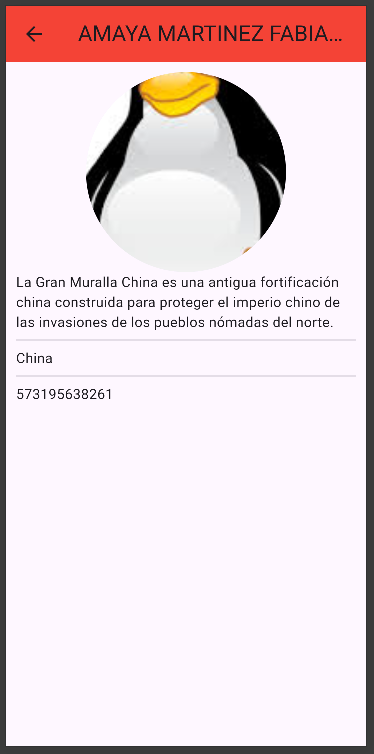 AMAYA MARTINEZ FABIA...
La Gran Muralla China es una antigua fortificación
china construida para proteger el imperio chino de
las invasiones de los pueblos nómadas del norte.
China
573195638261